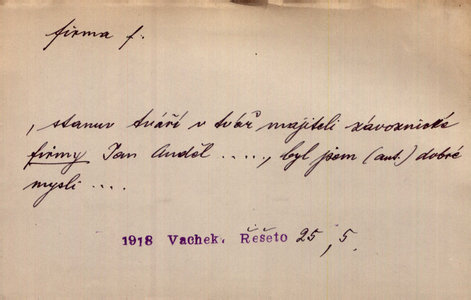 firma f.
, stanuv tváří v tvář majiteli závoznické
firmy Jan Anděl ....., byl jsem (aut.) dobré
mysli ....
1918 Vachek. Řešeto 25, 5.